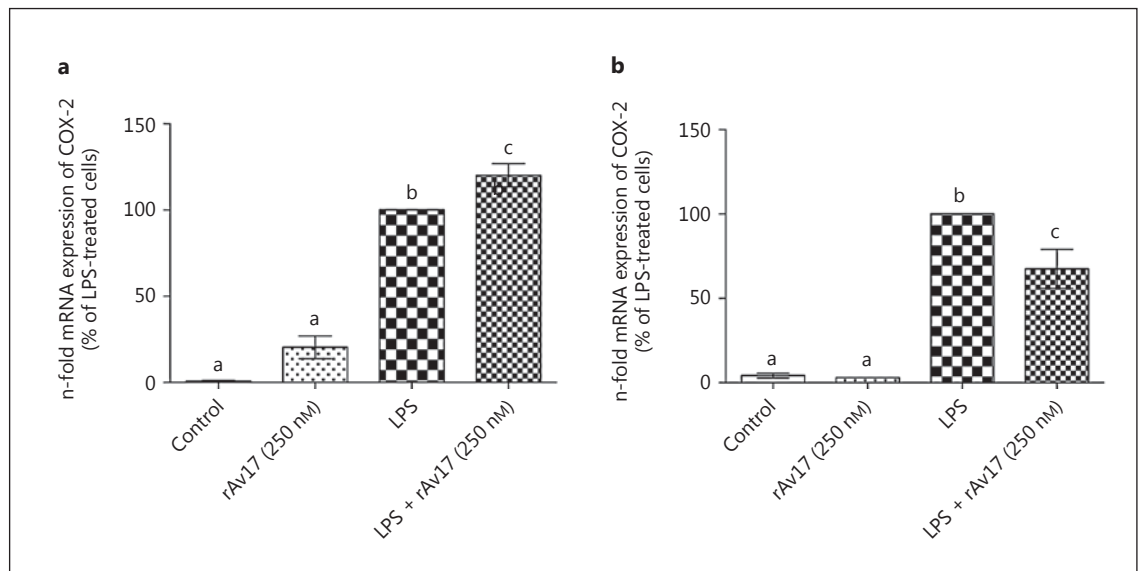 a
n-fold mRNA expression of COX-2
(% of LPS-treated cells)
150
100
50
0
a
a
b
c
Control
rAv17 (250 nM)
LPS
LPS + rAv17 (250 nM)
b
n-fold mRNA expression of COX-2
(% of LPS-treated cells)
150
100
50
0
a
a
b
c
Control
rAv17 (250 nM)
LPS
LPS + rAv17 (250 nM)